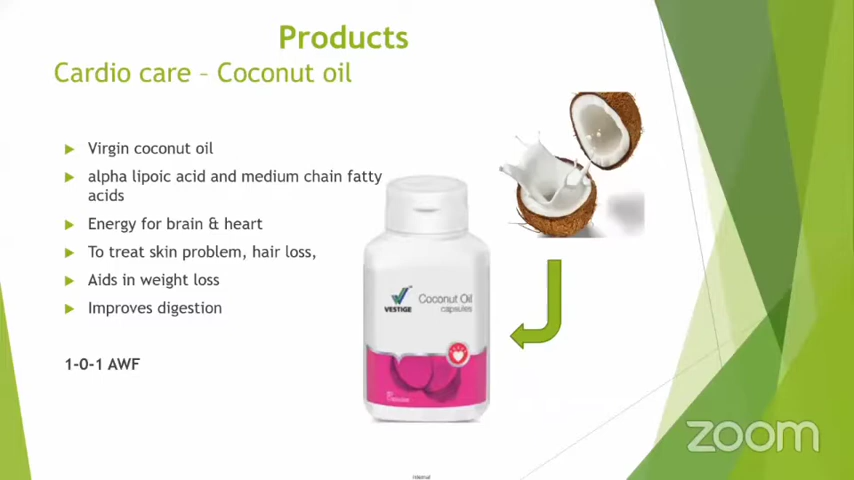 Products
Cardio care – Coconut oil
Virgin coconut oil
alpha lipoic acid and medium chain fatty
acids
Energy for brain & heart
To treat skin problem, hair loss,
Aids in weight loss
Improves digestion
1-0-1 AWF
VESTIGE
Coconut Oil
capsules
Capsules
zoom
Internal